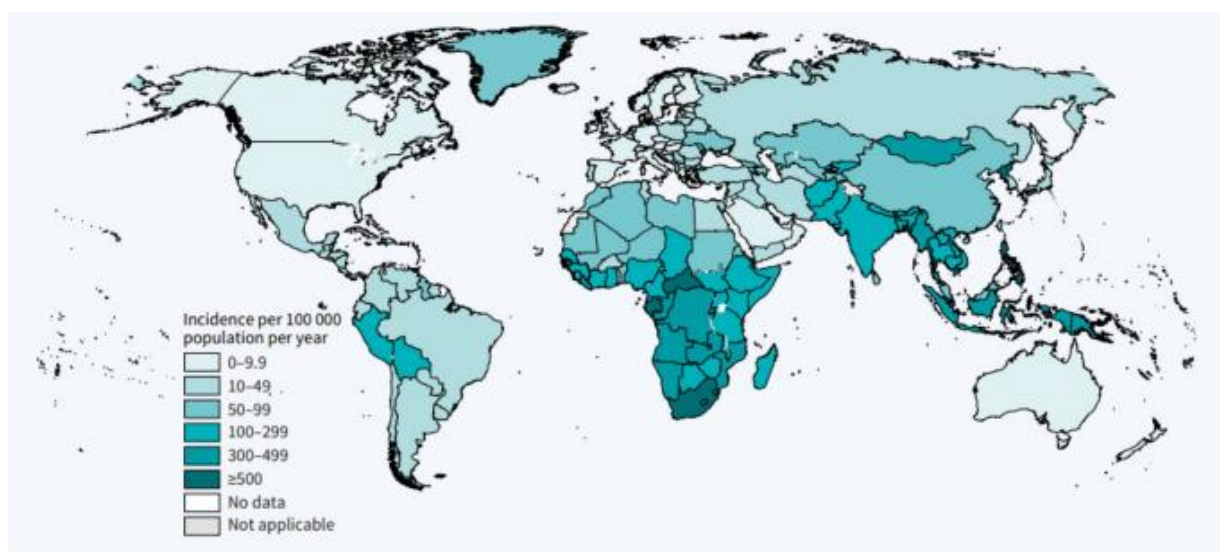 Incidence per 100 000
population per year
0–9.9
10–49
50–99
100–299
300–499
≥500
No data
Not applicable